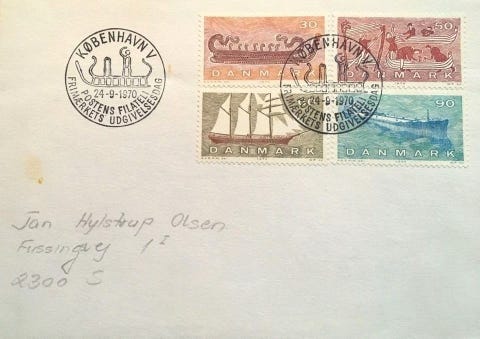 KØBENHAVN V.
24-9-1970
POSTENS FILATELI
FRIMÆRKETS UDGIVELSESDAG
30
DANMARK
50
DANMARK
KØBENHAVN V.
24-9-1970
POSTENS FILATELI
FRIMÆRKETS UDGIVELSESDAG
DANMARK
90
DANMARK
Jan Hylstrup Olsen
Fussingvej 1 I
2300 S